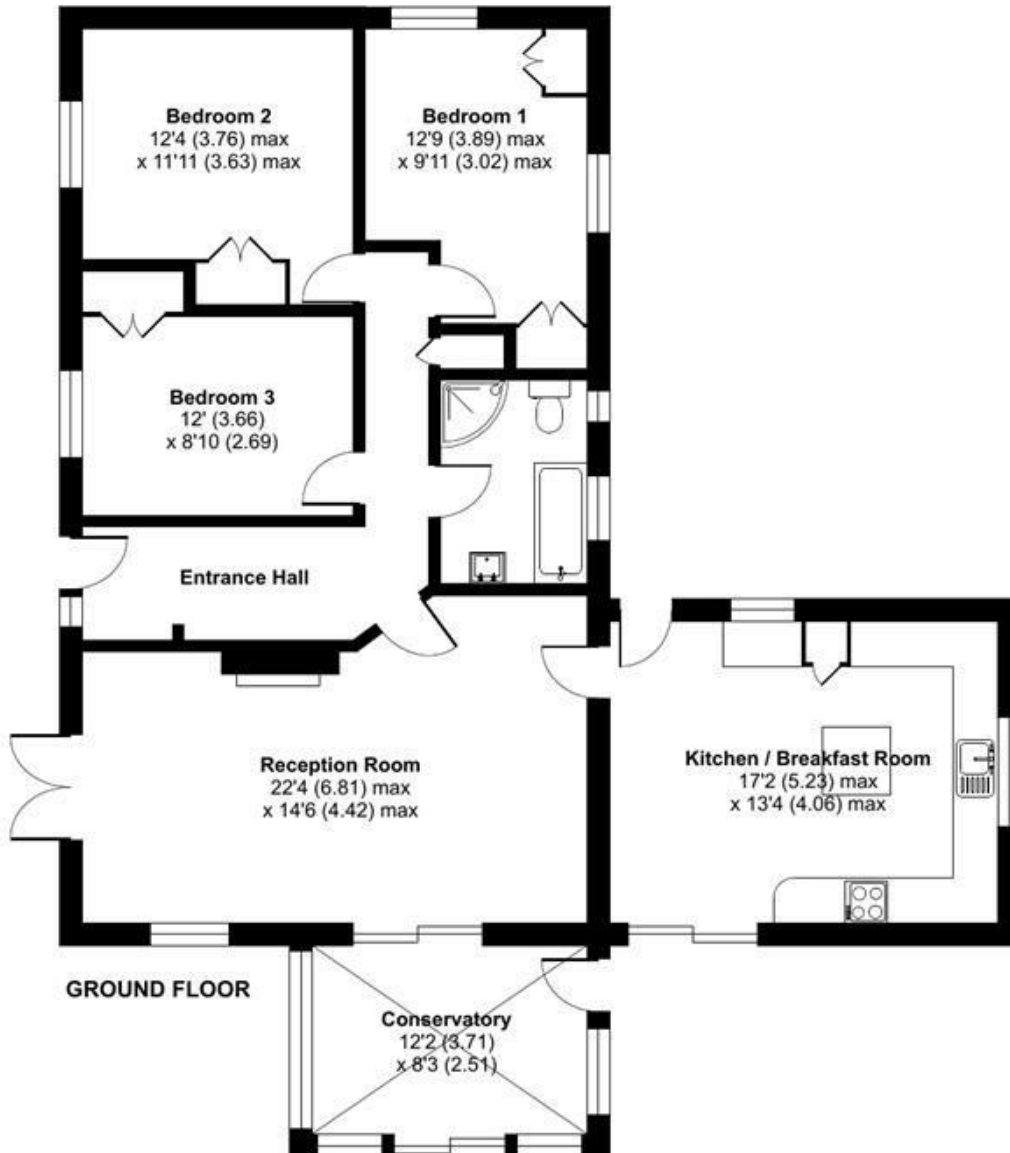 Bedroom 2
12'4 (3.76) max
x 11'11 (3.63) max
Bedroom 1
12'9 (3.89) max
x 9'11 (3.02) max
Bedroom 3
12' (3.66)
x 8'10 (2.69)
Entrance Hall
Reception Room
22'4 (6.81) max
x 14'6 (4.42) max
Kitchen / Breakfast Room
17'2 (5.23) max
x 13'4 (4.06) max
GROUND FLOOR
Conservatory
12'2 (3.71)
x 8'3 (2.51)